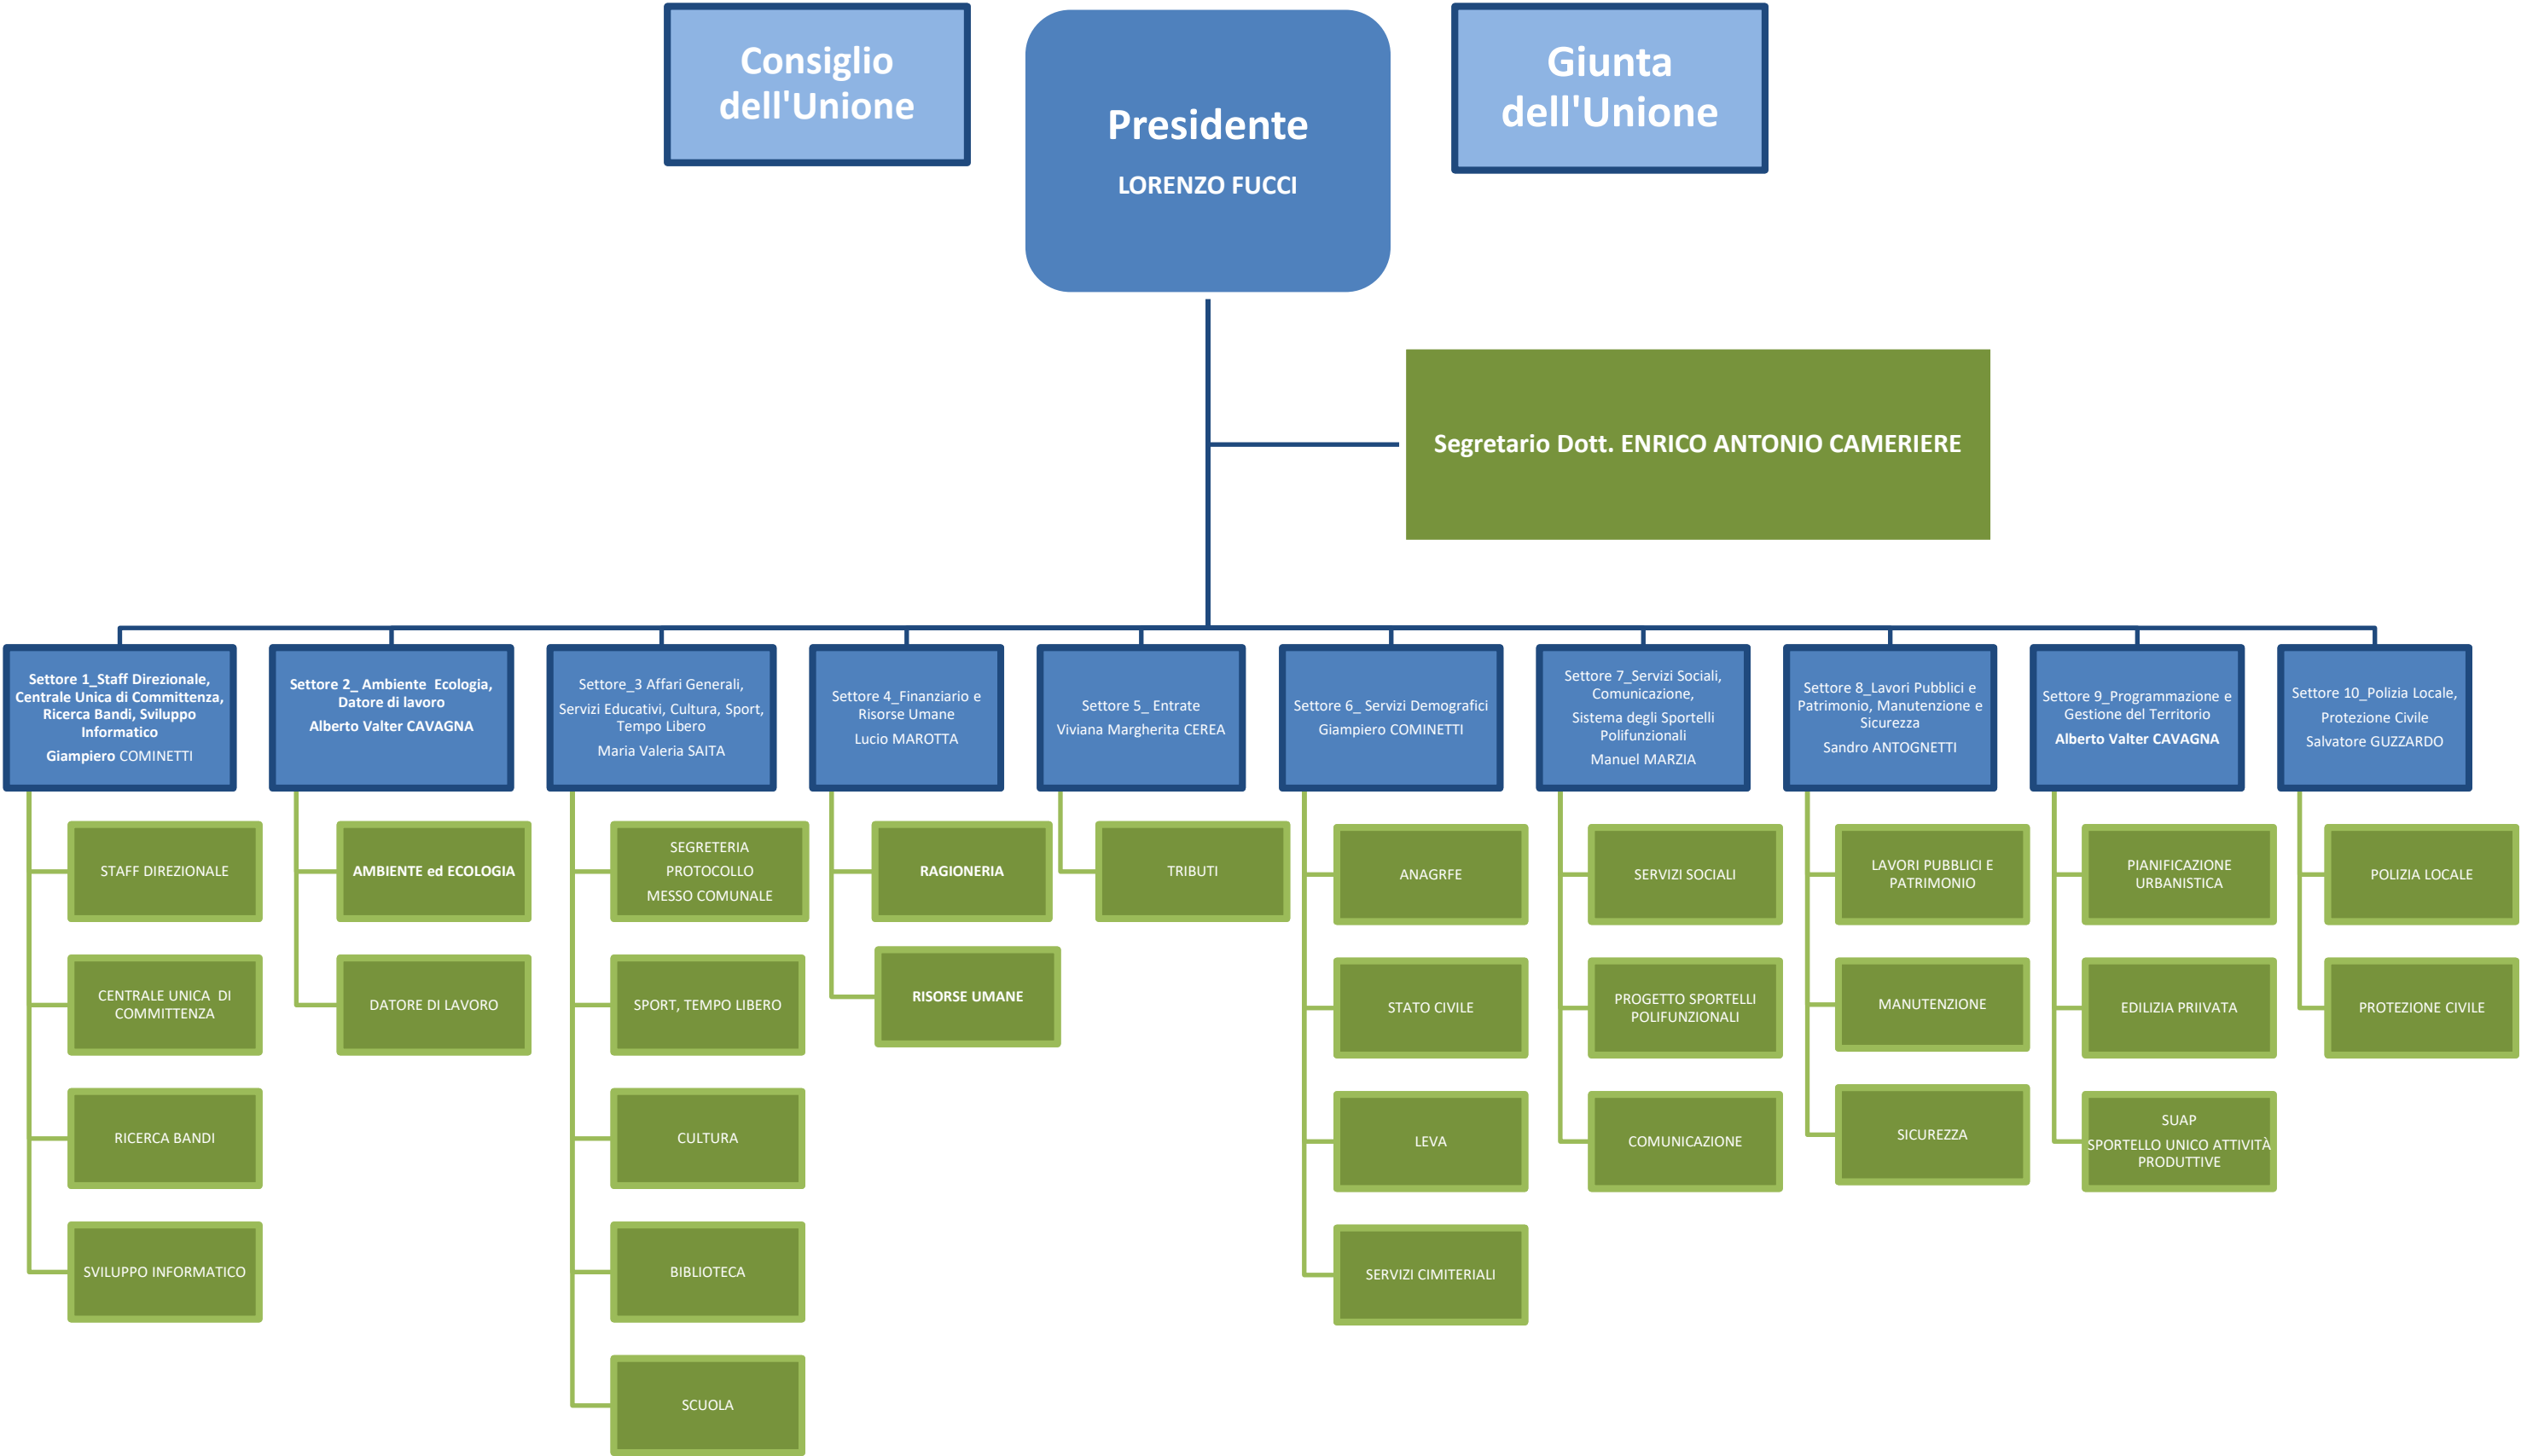 Consiglio
dell'Unione
Presidente
LORENZO FUCCI
Giunta
dell'Unione
Segretario Dott. ENRICO ANTONIO CAMERIERE
Settore 1_Staff Direzionale,
Centrale Unica di Committenza,
Ricerca Bandi, Sviluppo
Informatico
Giampiero COMINETTI
STAFF DIREZIONALE
CENTRALE UNICA DI
COMMITTENZA
RICERCA BANDI
SVILUPPO INFORMATICO
Settore 2_ Ambiente Ecologia,
Datore di lavoro
Alberto Valter CAVAGNA
AMBIENTE ed ECOLOGIA
DATORE DI LAVORO
Settore_3 Affari Generali,
Servizi Educativi, Cultura, Sport,
Tempo Libero
Maria Valeria SAITA
SEGRETERIA
PROTOCOLLO
MESSO COMUNALE
SPORT, TEMPO LIBERO
CULTURA
BIBLIOTECA
SCUOLA
Settore 4_Finanziario e
Risorse Umane
Lucio MAROTTA
RAGIONERIA
RISORSE UMANE
Settore 5_ Entrate
Viviana Margherita CEREA
TRIBUTI
Settore 6_ Servizi Demografici
Giampiero COMINETTI
ANAGRFE
STATO CIVILE
LEVA
SERVIZI CIMITERIALI
Settore 7_Servizi Sociali,
Comunicazione,
Sistema degli Sportelli
Polifunzionali
Manuel MARZIA
SERVIZI SOCIALI
PROGETTO SPORTELLI
POLIFUNZIONALI
COMUNICAZIONE
Settore 8_Lavori Pubblici e
Patrimonio, Manutenzione e
Sicurezza
Sandro ANTOGNETTI
LAVORI PUBBLICI E
PATRIMONIO
MANUTENZIONE
SICUREZZA
Settore 9_Programmazione e
Gestione del Territorio
Alberto Valter CAVAGNA
PIANIFICAZIONE
URBANISTICA
EDILIZIA PRIIVATA
SUAP
SPORTELLO UNICO ATTIVITÀ
PRODUTTIVE
Settore 10_Polizia Locale,
Protezione Civile
Salvatore GUZZARDO
POLIZIA LOCALE
PROTEZIONE CIVILE